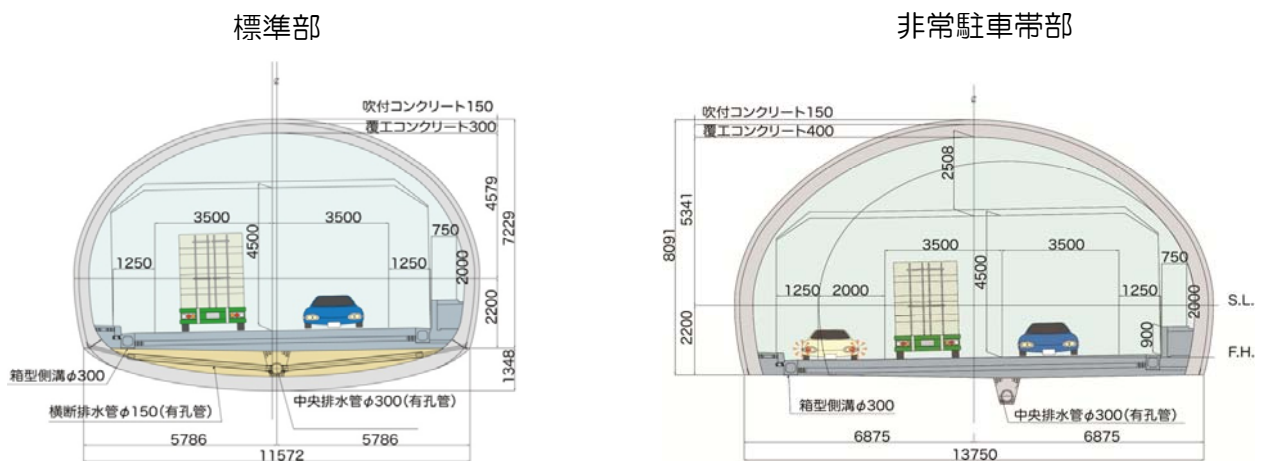 標準部
吹付コンクリート150
覆工コンクリート300
3500
3500
4500
4579
7229
750
1250
1250
2000
2200
1348
箱型側溝φ300
横断排水管φ150(有孔管)
中央排水管φ300(有孔管)
5786
5786
11572
非常駐車帯部
吹付コンクリート150
覆工コンクリート400
2508
5341
8091
3500
3500
4500
750
1250
2000
1250
2000
900
2200
S.L.
F.H.
箱型側溝φ300
中央排水管φ300(有孔管)
6875
6875
13750